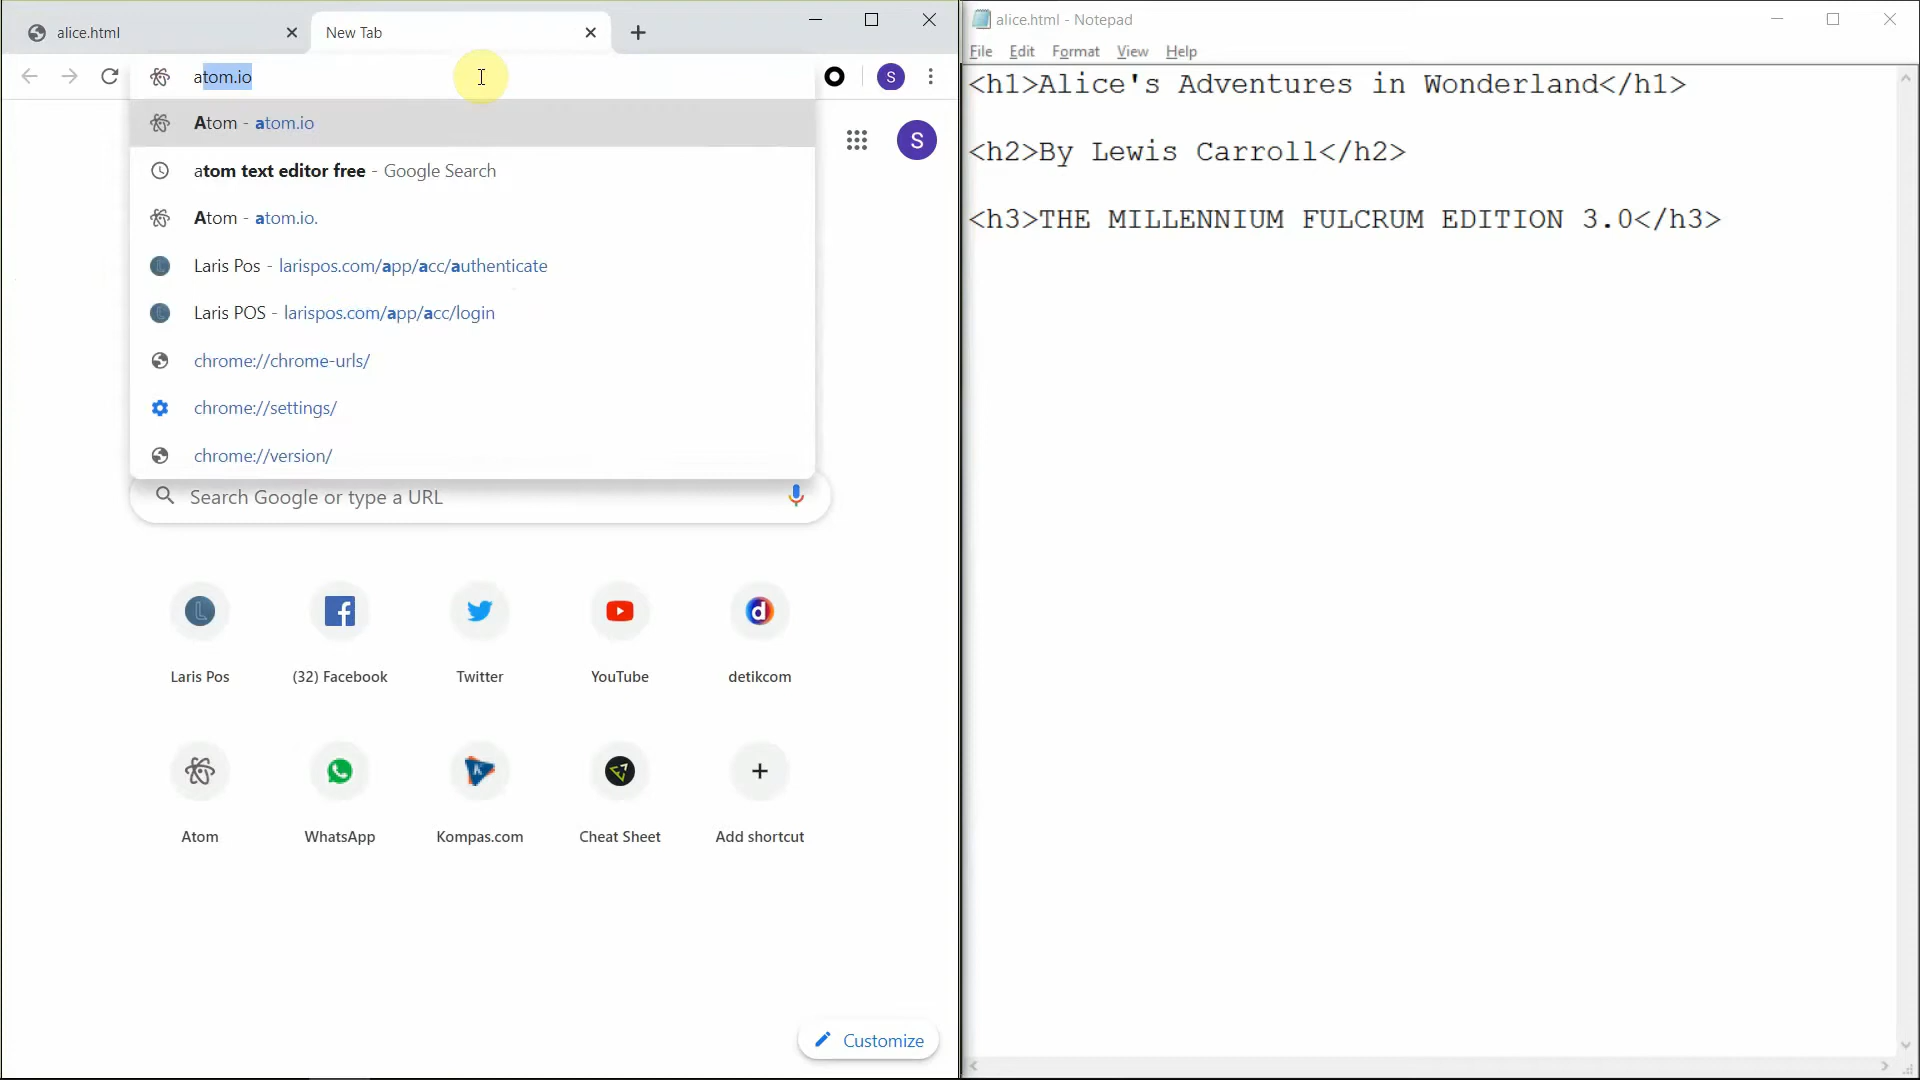 alice.html
New Tab
atom.io
S
Atom - atom.io
atom text editor free - Google Search
Atom - atom.io.
Laris Pos - larispos.com/app/acc/authenticate
Laris POS - larispos.com/app/acc/login
chrome://chrome-urls/
chrome://settings/
chrome://version/
S
Search Google or type a URL
Laris Pos
(32) Facebook
Twitter
YouTube
detikcom
Atom
WhatsApp
Kompas.com
Cheat Sheet
Add shortcut
Customize
alice.html - Notepad
File Edit Format View Help
<h1>Alice's Adventures in Wonderland</h1>
<h2>By Lewis Carroll</h2>
<h3>THE MILLENNIUM FULCRUM EDITION 3.0</h3>